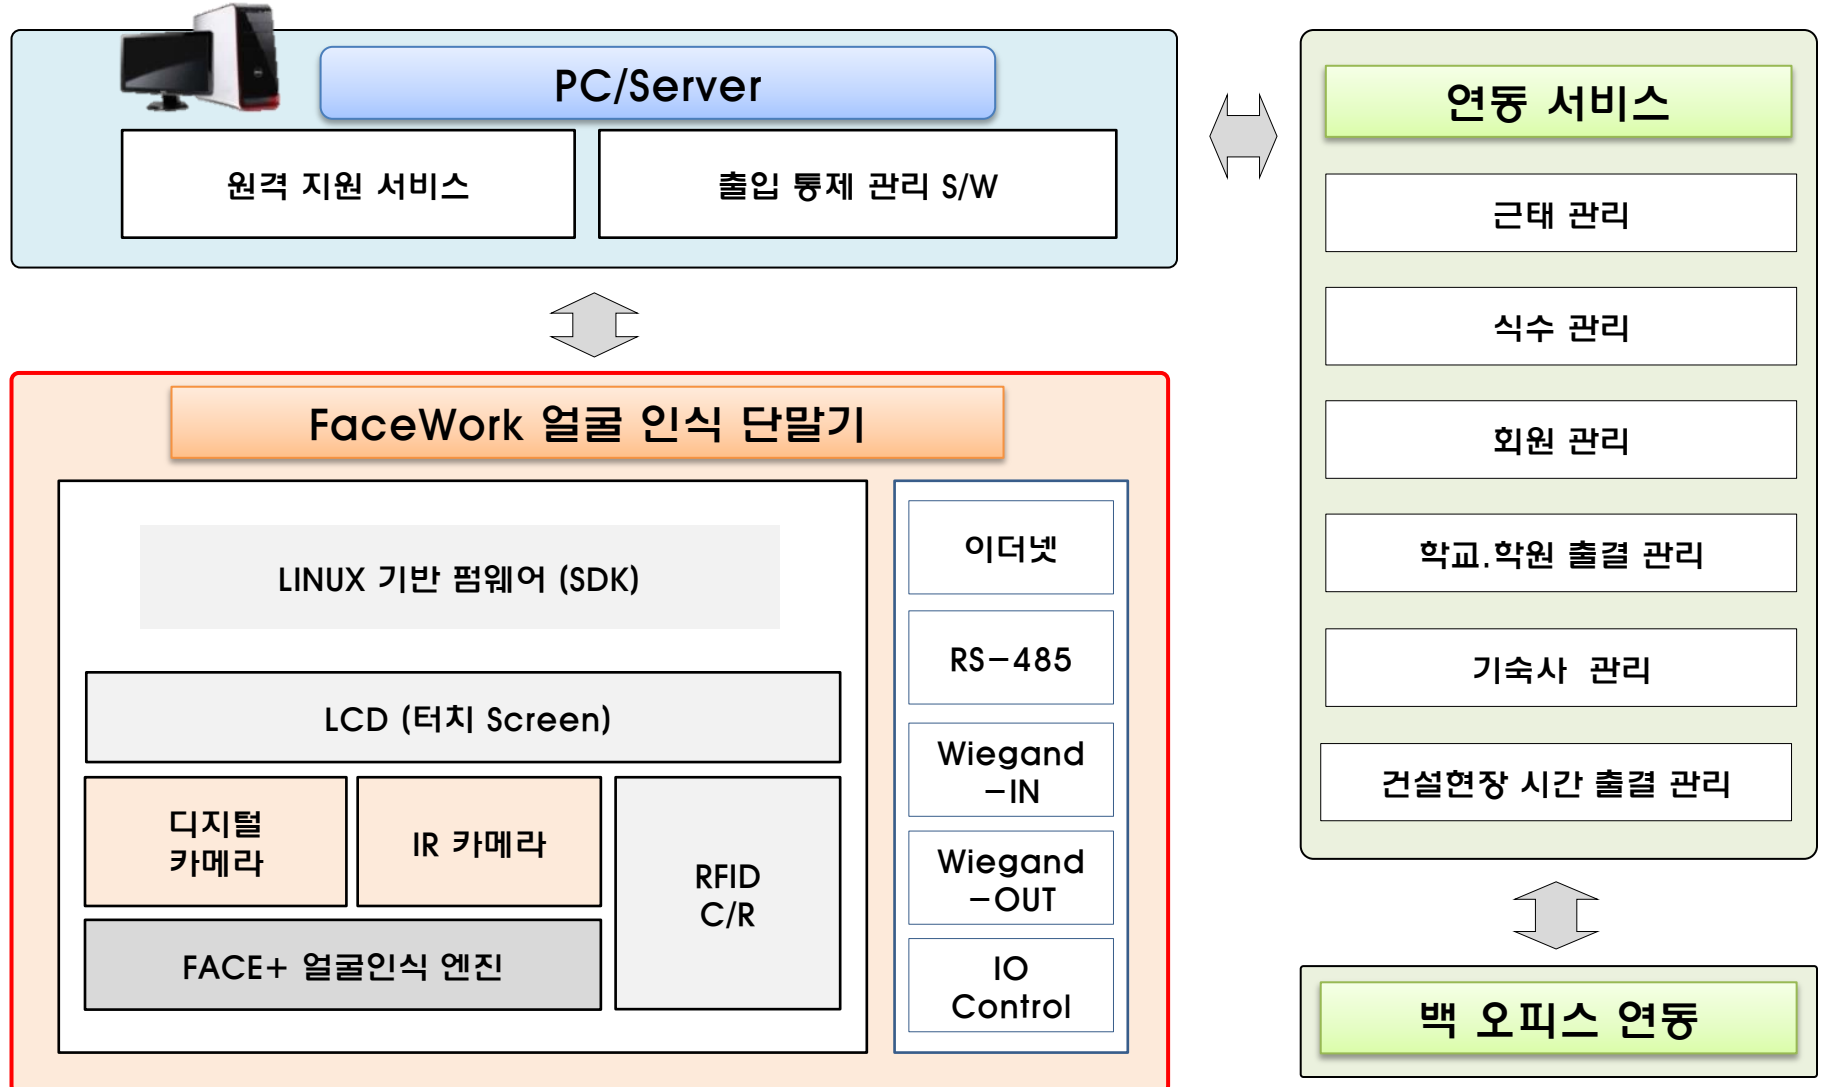 PC/Server
원격 지원 서비스
출입 통제 관리 S/W
FaceWork 얼굴 인식 단말기
LINUX 기반 펌웨어 (SDK)
LCD (터치 Screen)
디지털
카메라
IR 카메라
RFID
C/R
FACE+ 얼굴인식 엔진
이더넷
RS-485
Wiegand
-IN
Wiegand
-OUT
IO
Control
연동 서비스
근태 관리
식수 관리
회원 관리
학교.학원 출결 관리
기숙사 관리
건설현장 시간 출결 관리
백 오피스 연동